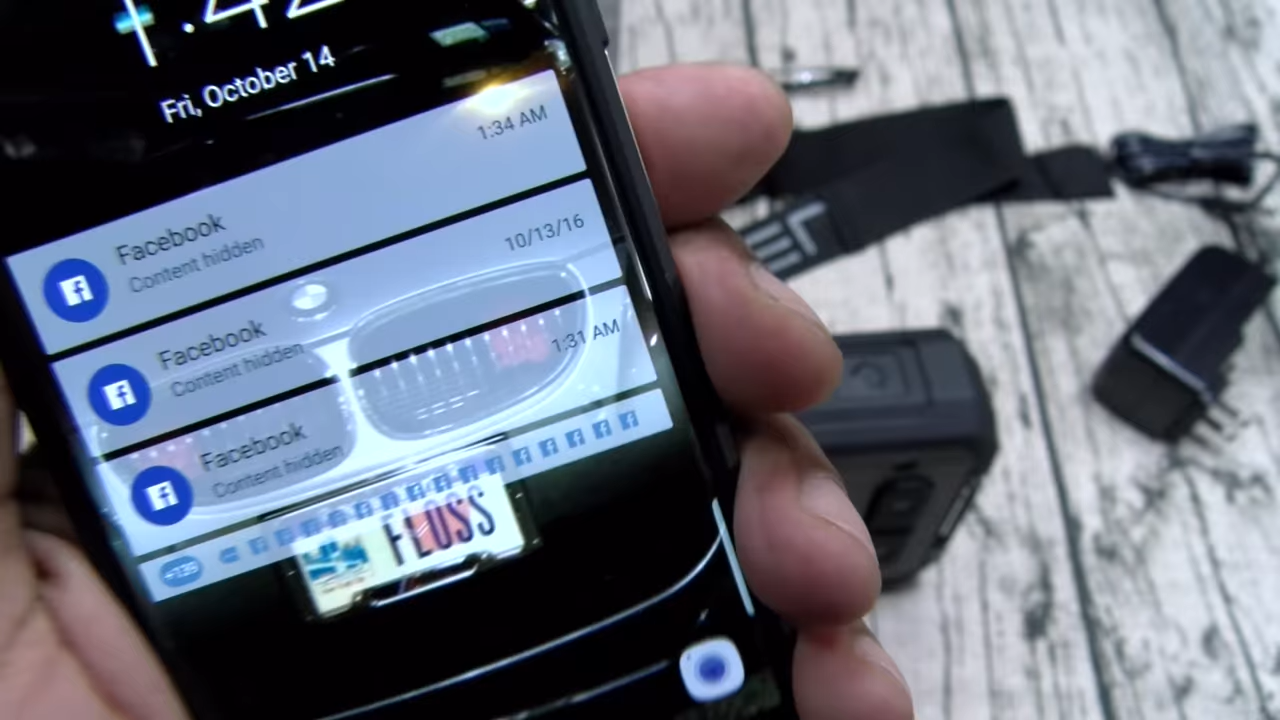 Fri, October 14
1:34 AM
Facebook
Content hidden
10/13/16
Facebook
Content hidden
1:31 AM
Facebook
Content hidden
+139
FLOSS